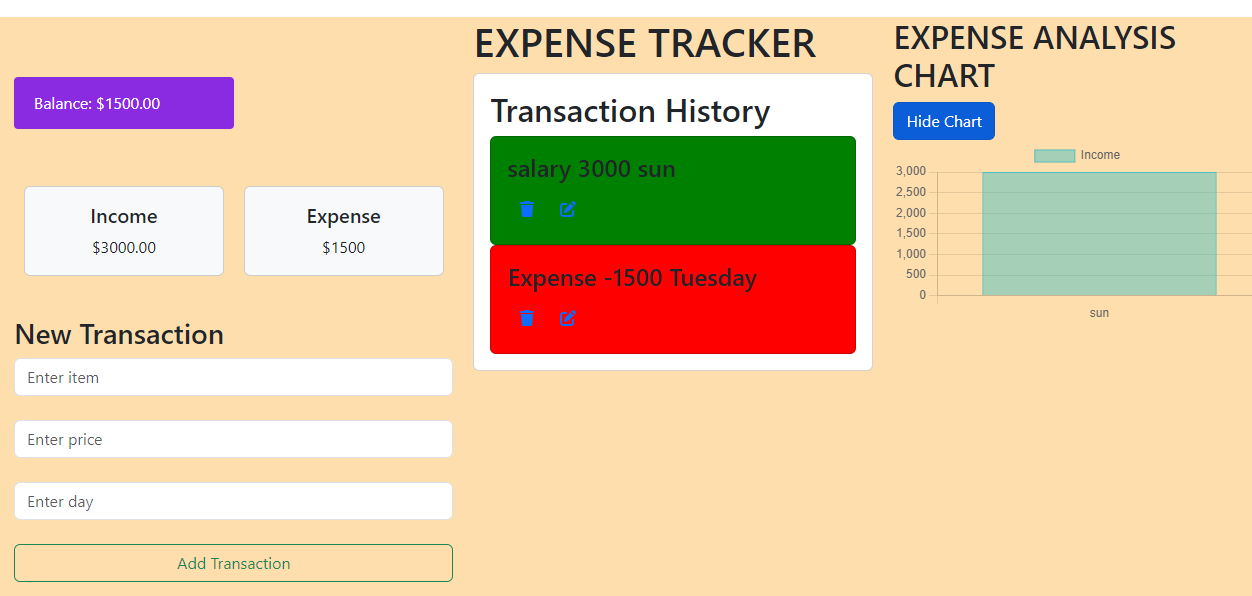 Balance: $1500.00
Income
$3000.00
Expense
$1500
New Transaction
Enter item
Enter price
Enter day
Add Transaction
EXPENSE TRACKER
Transaction History
salary 3000 sun
Expense -1500 Tuesday
EXPENSE ANALYSIS
CHART
Hide Chart
Income
3,000
2,500
2,000
1,500
1,000
500
0
sun